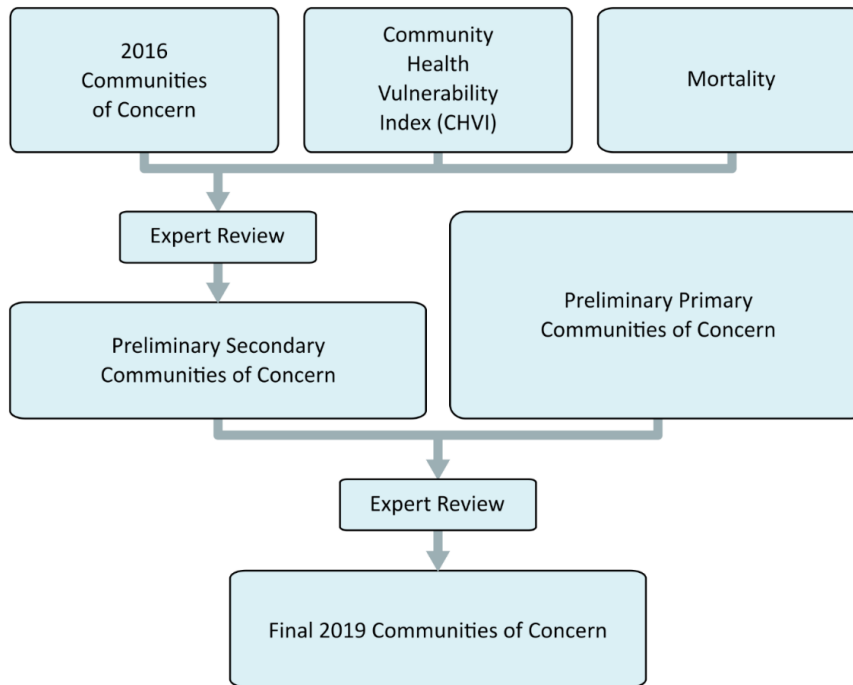 2016
Communities
of Concern
Community
Health
Vulnerability
Index (CHVI)
Mortality
Expert Review
Preliminary Secondary
Communities of Concern
Preliminary Primary
Communities of Concern
Expert Review
Final 2019 Communities of Concern